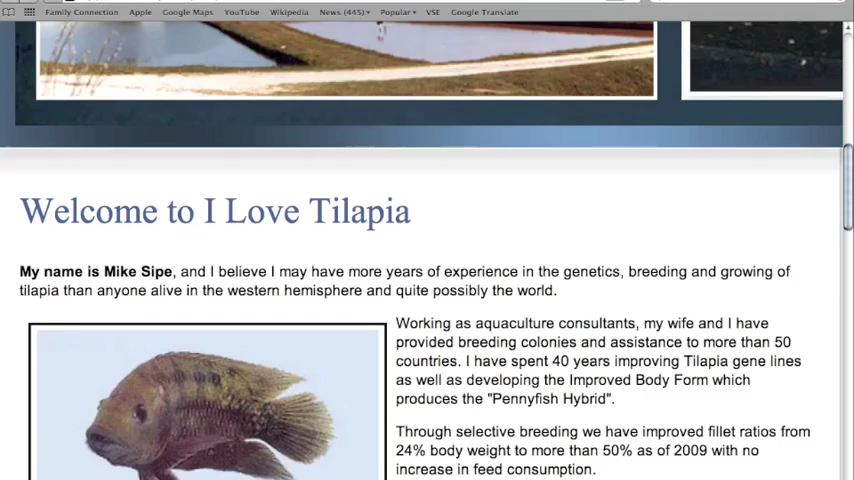 Family Connection Apple Google Maps YouTube Wikipedia News (445) Popular VSE Google Translate
Welcome to I Love Tilapia
My name is Mike Sipe, and I believe I may have more years of experience in the genetics, breeding and growing of
tilapia than anyone alive in the western hemisphere and quite possibly the world.
Working as aquaculture consultants, my wife and I have
provided breeding colonies and assistance to more than 50
countries. I have spent 40 years improving Tilapia gene lines
as well as developing the Improved Body Form which
produces the "Pennyfish Hybrid".
Through selective breeding we have improved fillet ratios from
24% body weight to more than 50% as of 2009 with no
increase in feed consumption.